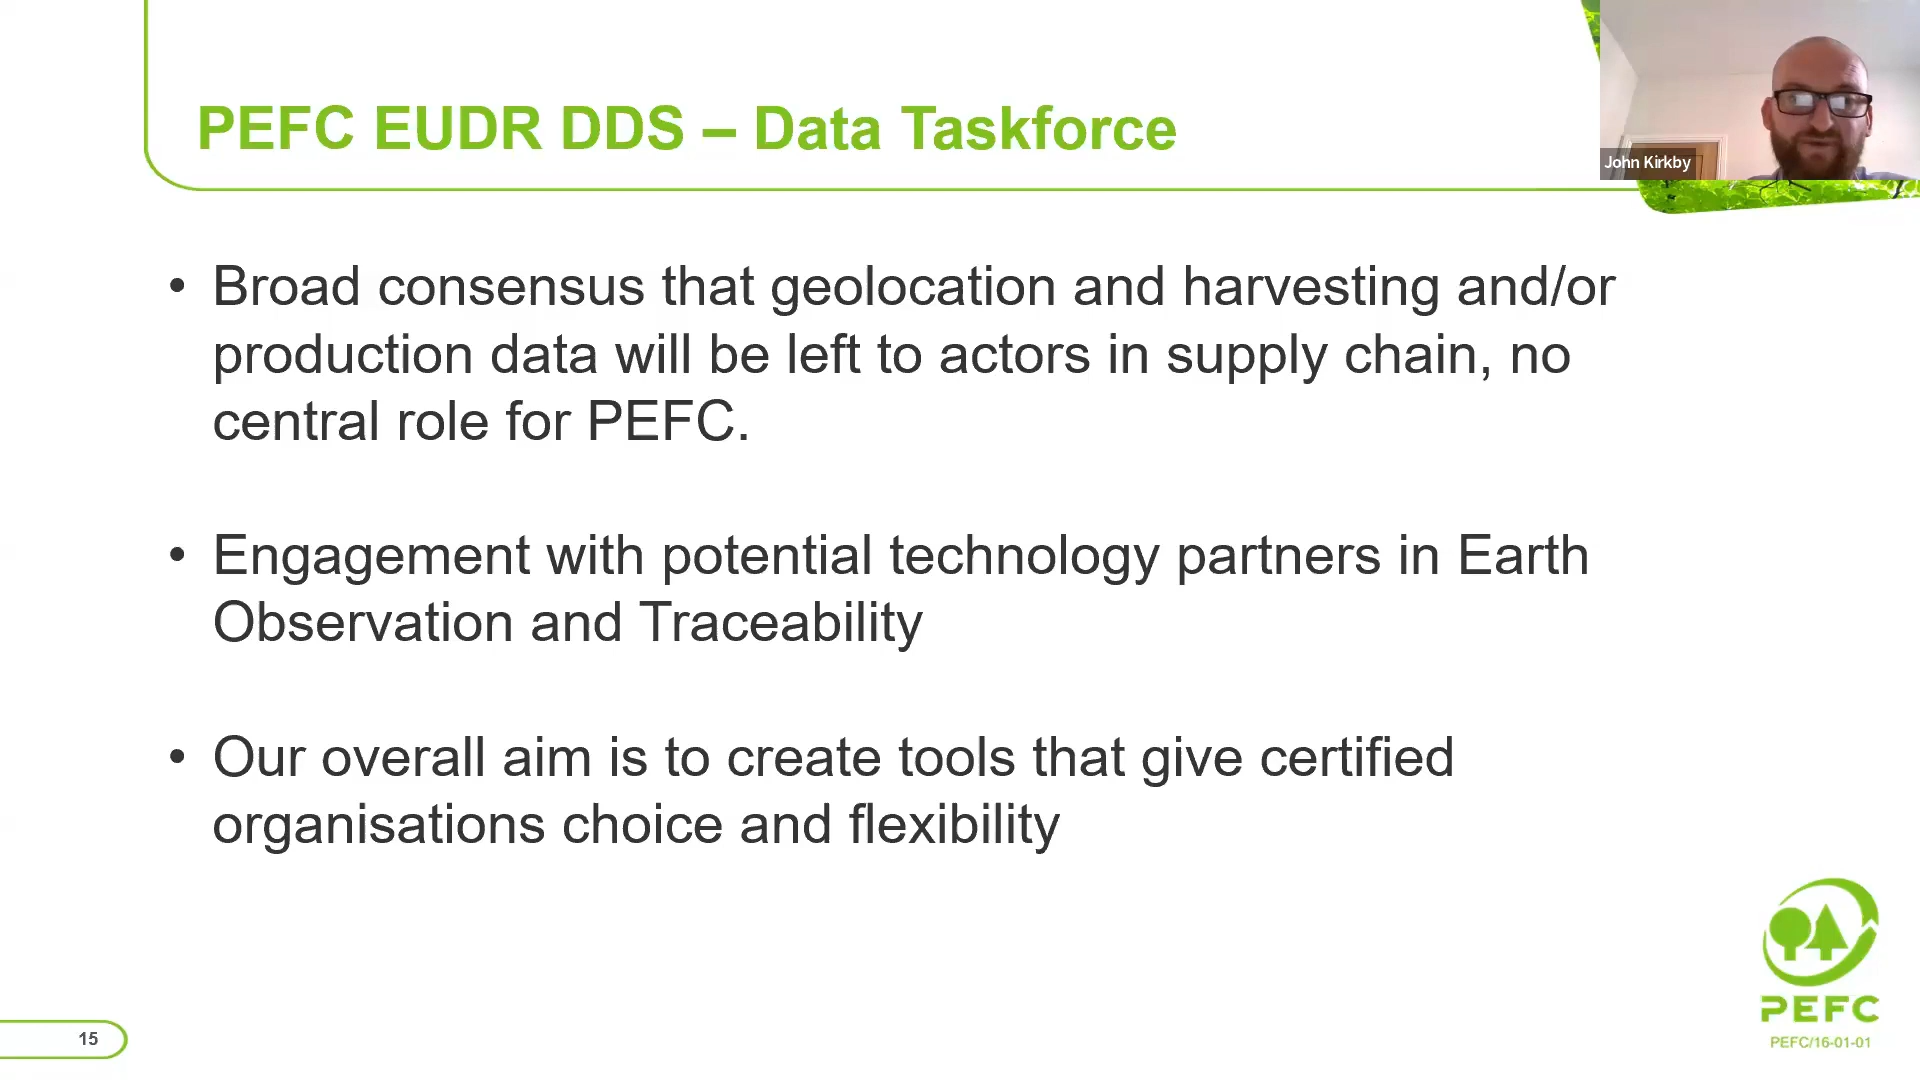 PEFC EUDR DDS – Data Taskforce
John Kirkby
• Broad consensus that geolocation and harvesting and/or
production data will be left to actors in supply chain, no
central role for PEFC.
• Engagement with potential technology partners in Earth
Observation and Traceability
• Our overall aim is to create tools that give certified
organisations choice and flexibility
PEFC
PEFC/16-01-01
15